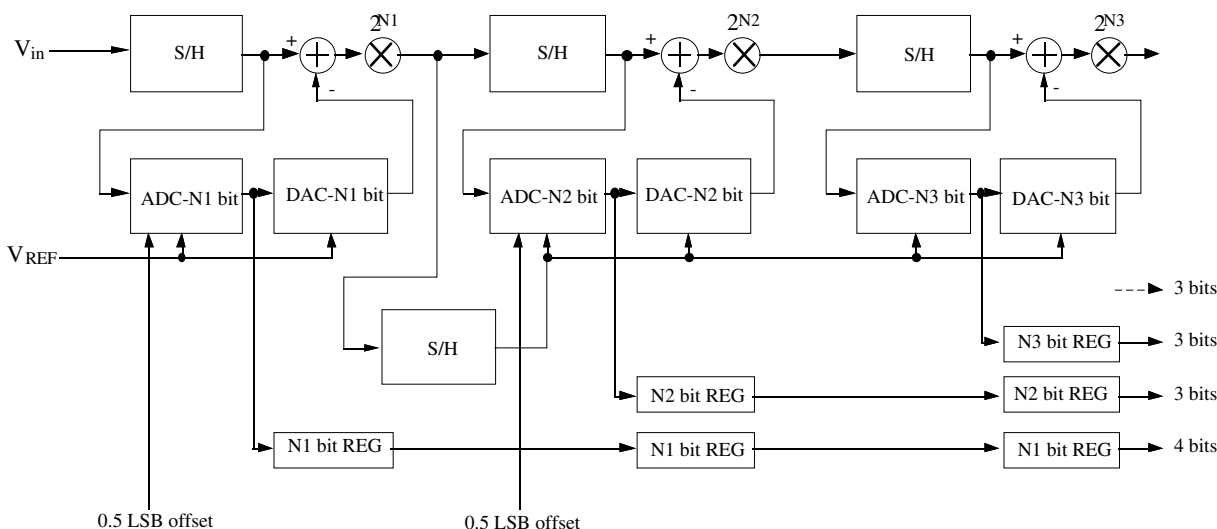 2N1
2N2
2N3
Vin
S/H
+
S/H
+
S/H
+
-
-
-
ADC-N1 bit
DAC-N1 bit
ADC-N2 bit
DAC-N2 bit
ADC-N3 bit
DAC-N3 bit
VREF
3 bits
S/H
N3 bit REG
3 bits
N2 bit REG
N2 bit REG
3 bits
N1 bit REG
N1 bit REG
N1 bit REG
4 bits
0.5 LSB offset
0.5 LSB offset